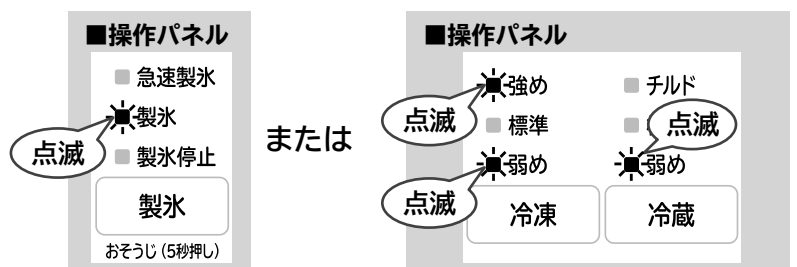 ■操作パネル
急速製氷
製氷
点滅
製氷停止
製氷
おそうじ（5秒押し）
または
■操作パネル
強め
チルド
点滅
標準
点滅
弱め
弱め
点滅
冷凍
冷蔵